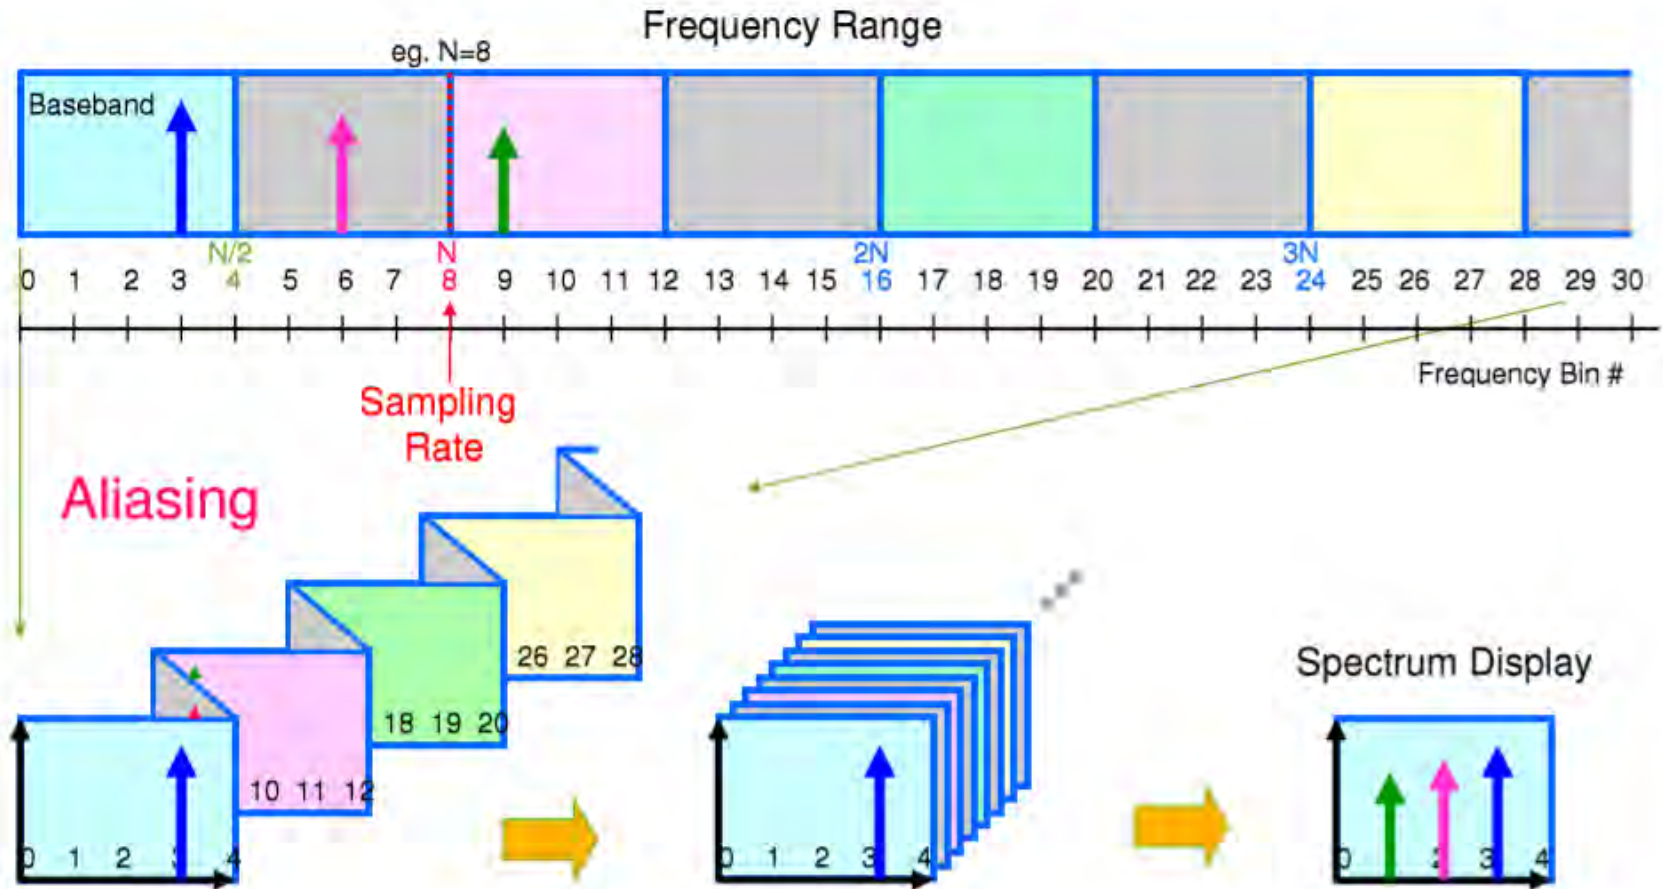 Frequency Range
eg. N=8
Baseband
N/2 N 2N 3N
0 1 2 3 4 5 6 7 8 9 10 11 12 13 14 15 16 17 18 19 20 21 22 23 24 25 26 27 28 29 30
Frequency Bin #
Sampling
Rate
Aliasing
26 27 28
18 19 20
10 11 12
0 1 2 3 4
0 1 2 3 4
Spectrum Display
0 2 3 4